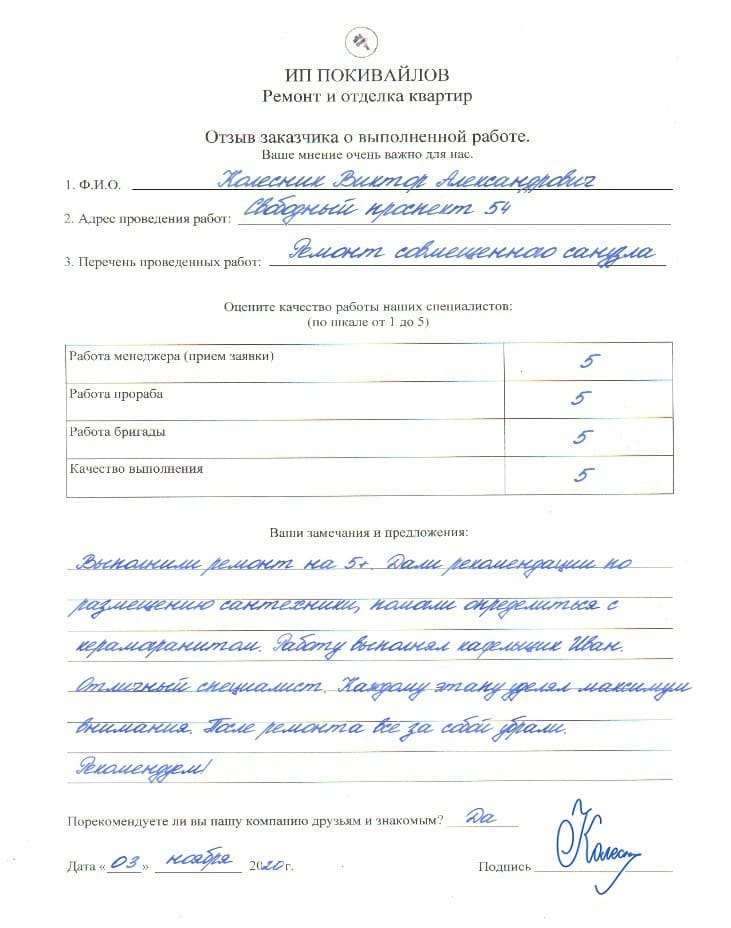 ИП ПОКИВАЙЛОВ
Ремонт и отделка квартир
Отзыв заказчика о выполненной работе.
Ваше мнение очень важно для нас.
1. Ф.И.О. Колесник Виктор Александрович
2. Адрес проведения работ: Свободный проспект 54
3. Перечень проведенных работ: Ремонт совмещенного санузла
Оцените качество работы наших специалистов:
(по шкале от 1 до 5)
Работа менеджера (прием заявки) 5
Работа прораба 5
Работа бригады 5
Качество выполнения 5
Ваши замечания и предложения:
Выполнили ремонт на 5+. Дали рекомендации по
размещению сантехники, помогли определиться с
керамогранитом. Работу выполнял кафельщик Иван.
Отличный специалист. Каждому этапу уделял максимум
внимания. После ремонта все за собой убрали.
Рекомендуем!
Порекомендуете ли вы нашу компанию друзьям и знакомым? Да
Дата «03» ноября 2020г. Подпись Колесн